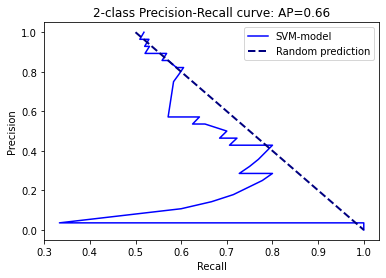 2-class Precision-Recall curve: AP=0.66
SVM-model
Random prediction
Precision
1.0
0.8
0.6
0.4
0.2
0.0
0.3 0.4 0.5 0.6 0.7 0.8 0.9 1.0
Recall